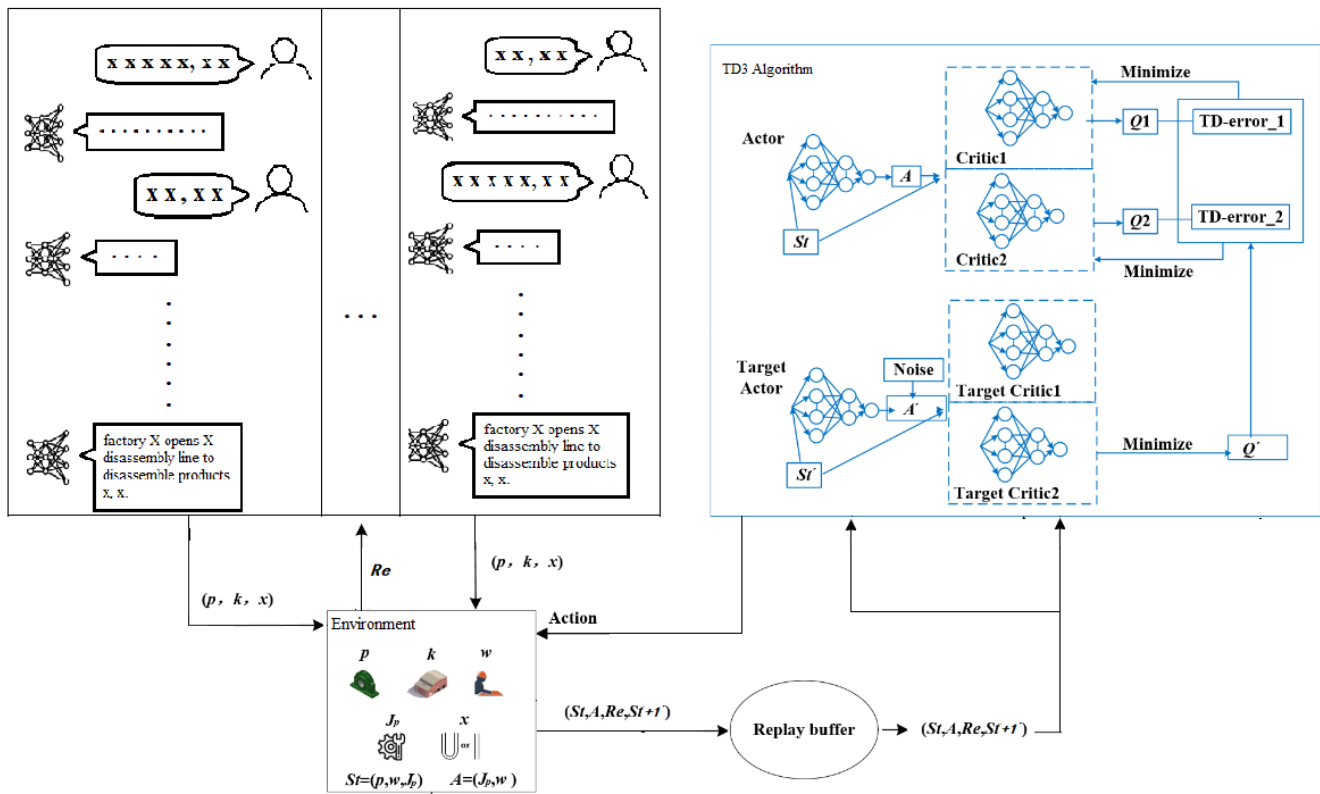 x x x x x, x x
x x, x x
factory X opens X
disassembly line to
disassemble products
x, x.
...
x x, x x
x x x x x, x x
factory X opens X
disassembly line to
disassemble products
x, x.
TD3 Algorithm
Actor
St
A
Critic1
Critic2
Q1
Q2
Minimize
TD-error_1
TD-error_2
Minimize
Target
Actor
St'
Noise
A'
Target Critic1
Target Critic2
Minimize
Q'
(p, k, x)
Re
(p, k, x)
Action
Environment
p k w
Jp x
or
St=(p,w,Jp) A=(Jp,w)
(St,A,Re,St+1')
Replay buffer
(St,A,Re,St+1')